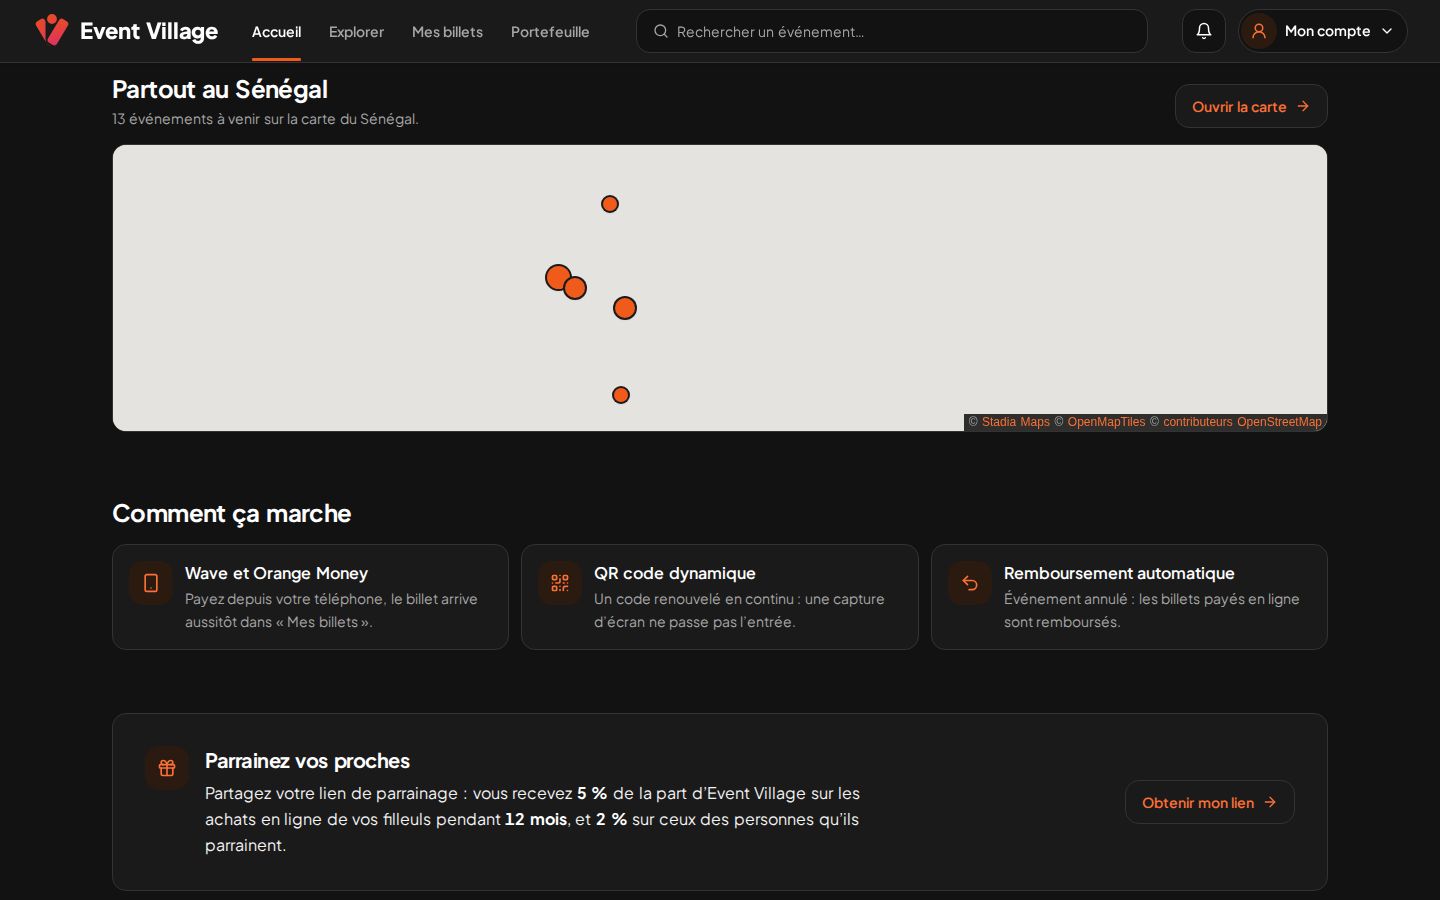 Event Village
Accueil
Explorer
Mes billets
Portefeuille
Rechercher un événement...
Mon compte
Partout au Sénégal
13 événements à venir sur la carte du Sénégal.
Ouvrir la carte
© Stadia Maps © OpenMapTiles © contributeurs OpenStreetMap
Comment ça marche
Wave et Orange Money
Payez depuis votre téléphone, le billet arrive
aussitôt dans « Mes billets ».
QR code dynamique
Un code renouvelé en continu : une capture
d’écran ne passe pas l’entrée.
Remboursement automatique
Événement annulé : les billets payés en ligne
sont remboursés.
Parrainez vos proches
Partagez votre lien de parrainage : vous recevez 5 % de la part d’Event Village sur les
achats en ligne de vos filleuls pendant 12 mois, et 2 % sur ceux des personnes qu’ils
parrainent.
Obtenir mon lien